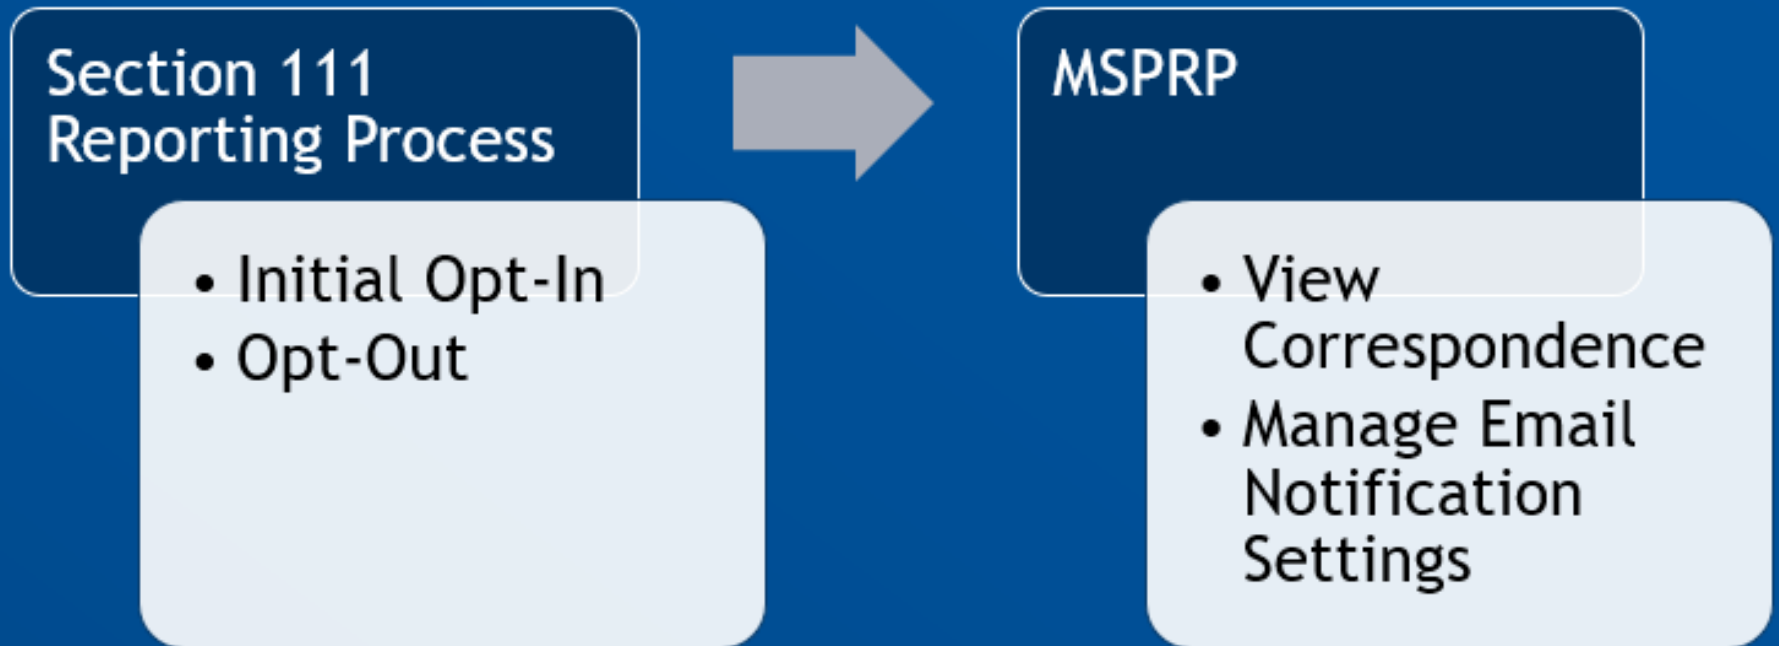 Section 111
Reporting Process
• Initial Opt-In
• Opt-Out
MSPRP
• View
Correspondence
• Manage Email
Notification
Settings